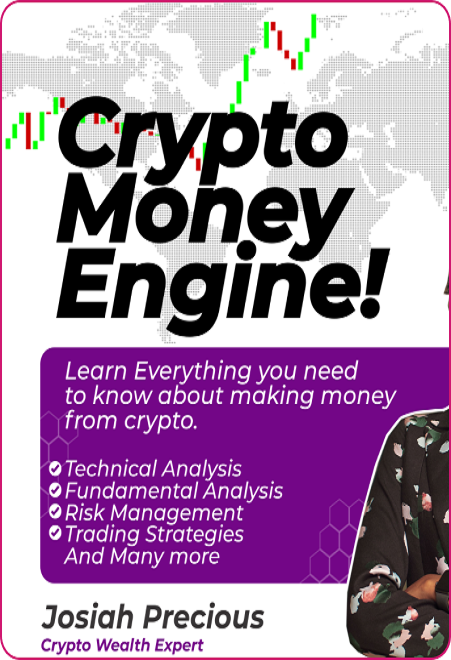 Crypto
Money
Engine!
Learn Everything you need
to know about making money
from crypto.
Technical Analysis
Fundamental Analysis
Risk Management
Trading Strategies
And Many more
Josiah Precious
Crypto Wealth Expert